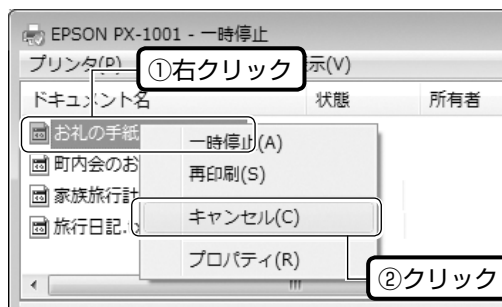 EPSON PX-1001 - 一時停止
プリンタ(P)
①右クリック
示(V)
ドキュメント名 状態 所有者
お礼の手紙
一時停止(A)
町内会のお
再印刷(S)
家族旅行計
キャンセル(C)
旅行日記.
プロパティ(R)
②クリック